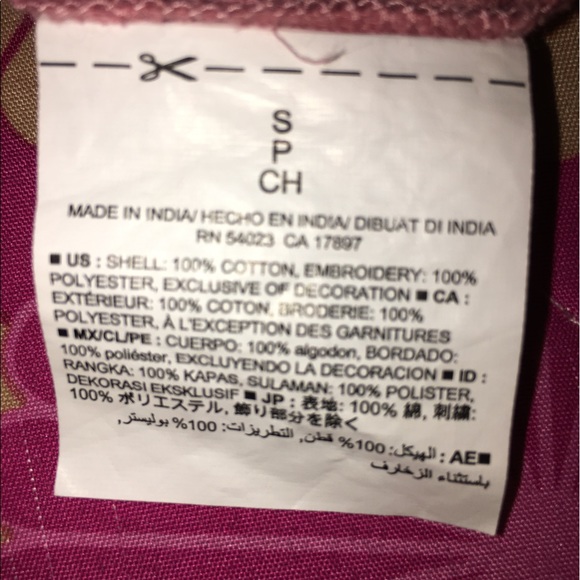 S
P
CH
MADE IN INDIA/ HECHO EN INDIA/ DIBUAT DI INDIA
RN 54023 CA 17897
■ US : SHELL: 100% COTTON, EMBROIDERY: 100%
POLYESTER, EXCLUSIVE OF DECORATION ■ CA :
EXTÉRIEUR: 100% COTON, BRODERIE: 100%
POLYESTER, À L'EXCEPTION DES GARNITURES
■ MX/CL/PE : CUERPO: 100% algodon, BORDADO:
100% poliéster, EXCLUYENDO LA DECORACION ■ ID :
RANGKA: 100% KAPAS, SULAMAN: 100% POLISTER,
DEKORASI EKSKLUSIF ■ JP : 表地: 100% 綿, 刺繍:
100% ポリエステル, 飾り部分を除く
■AE : الهيكل: 100% قطن, التطريزات: 100% بوليستر,
باستثناء الزخارف